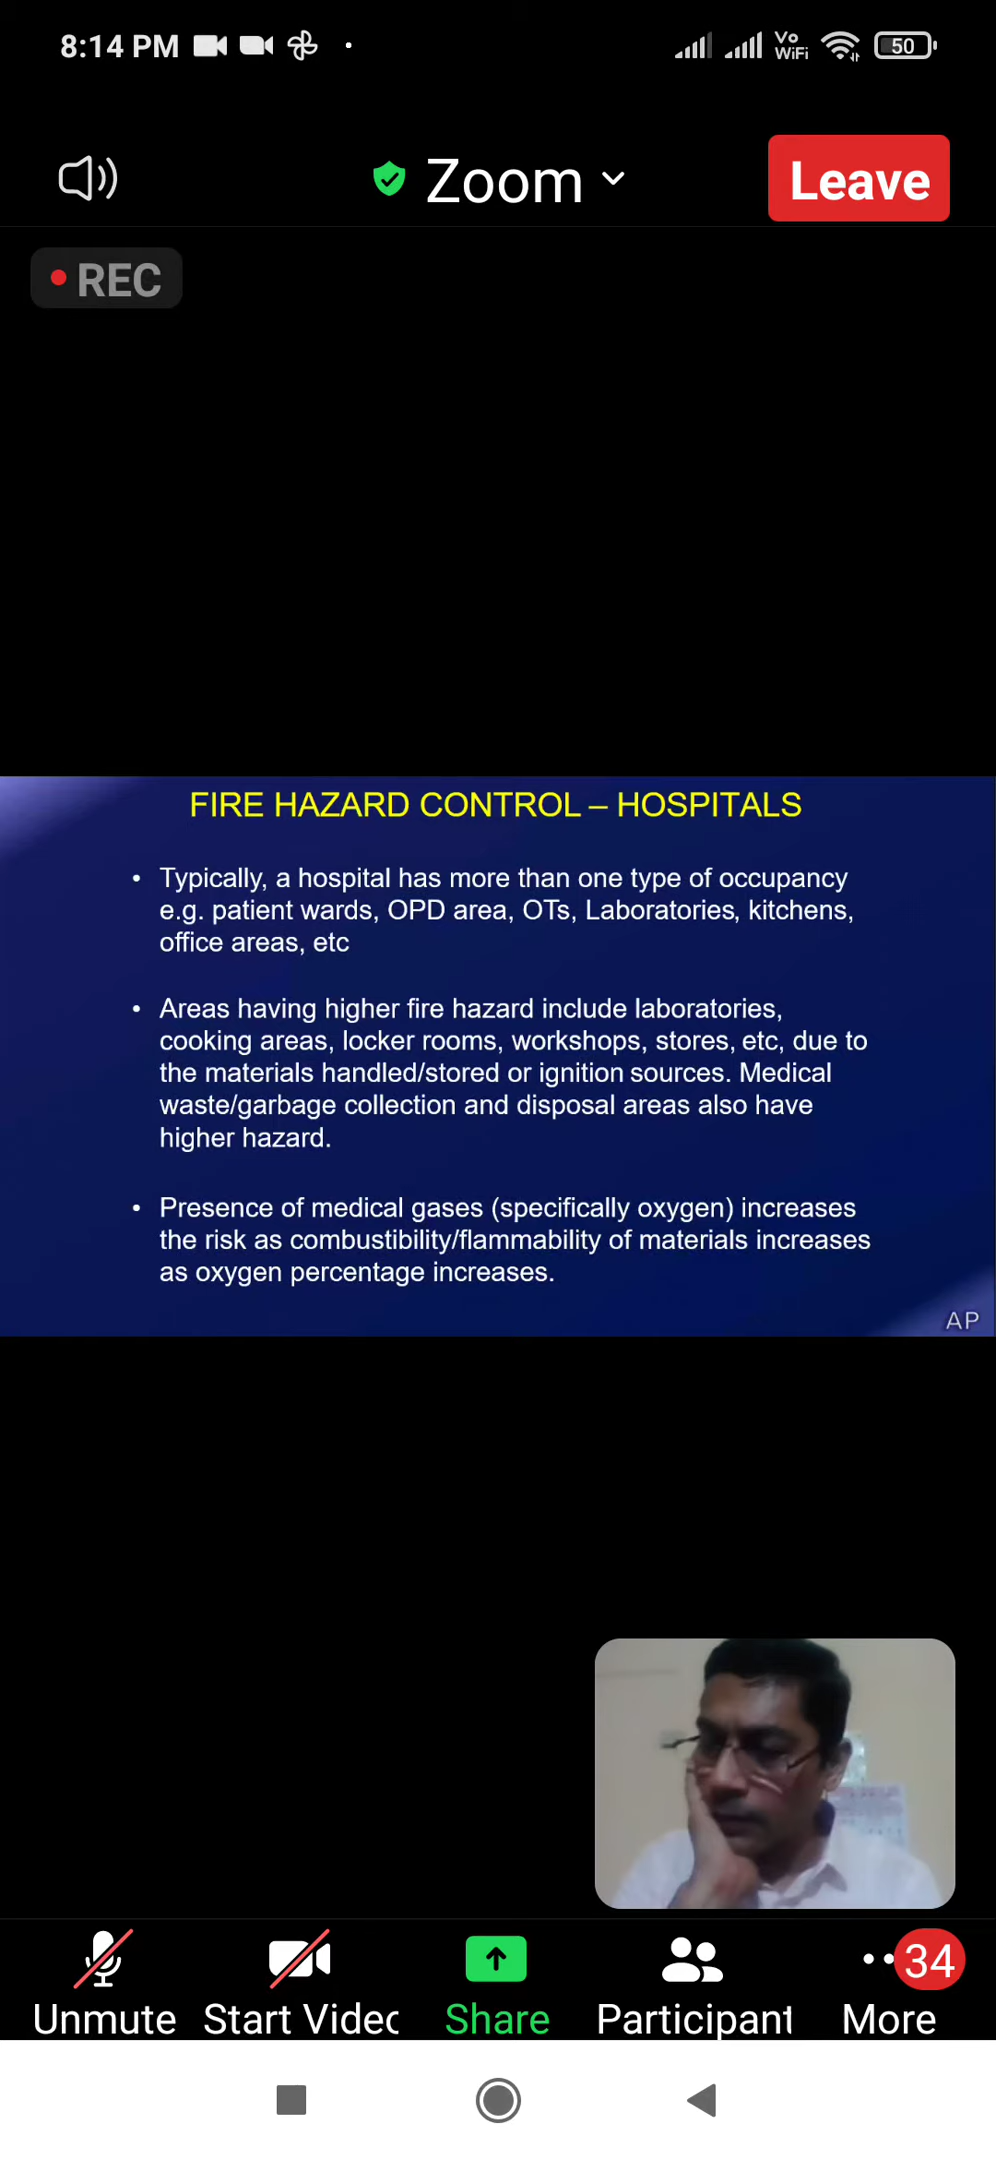 8:14 PM
Vo
WiFi
50
Zoom
Leave
REC
FIRE HAZARD CONTROL – HOSPITALS
• Typically, a hospital has more than one type of occupancy
e.g. patient wards, OPD area, OTs, Laboratories, kitchens,
office areas, etc
• Areas having higher fire hazard include laboratories,
cooking areas, locker rooms, workshops, stores, etc, due to
the materials handled/stored or ignition sources. Medical
waste/garbage collection and disposal areas also have
higher hazard.
• Presence of medical gases (specifically oxygen) increases
the risk as combustibility/flammability of materials increases
as oxygen percentage increases.
AP
34
Unmute Start Video Share Participant More